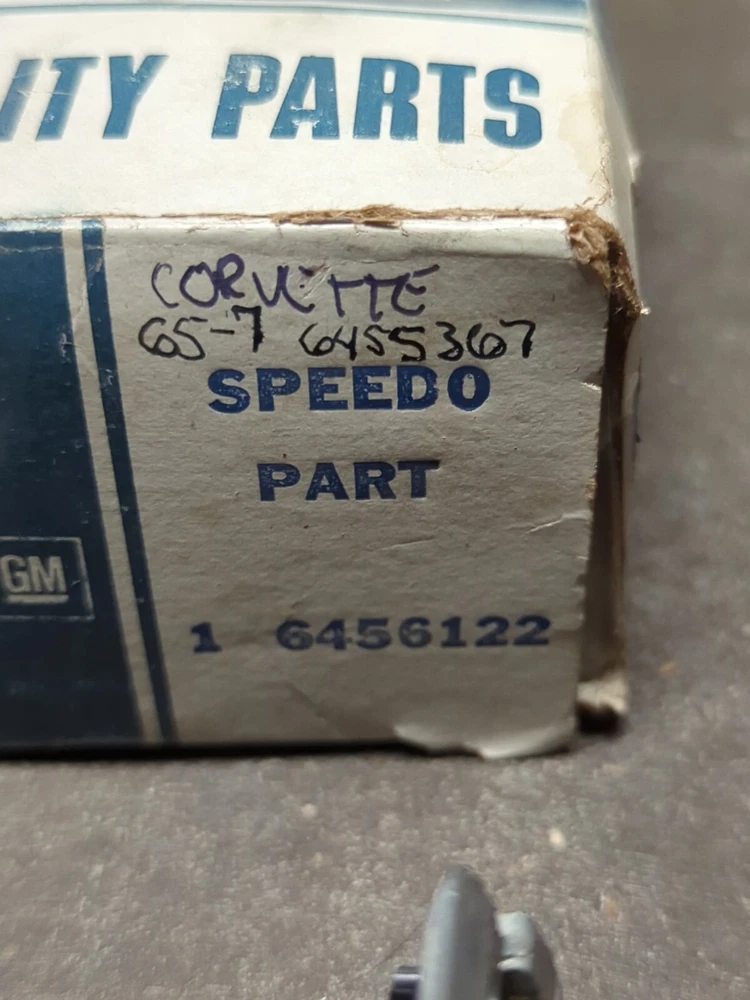 ITY PARTS
CORVETTE
65-7 6455367
SPEEDO
PART
GM
1 6456122